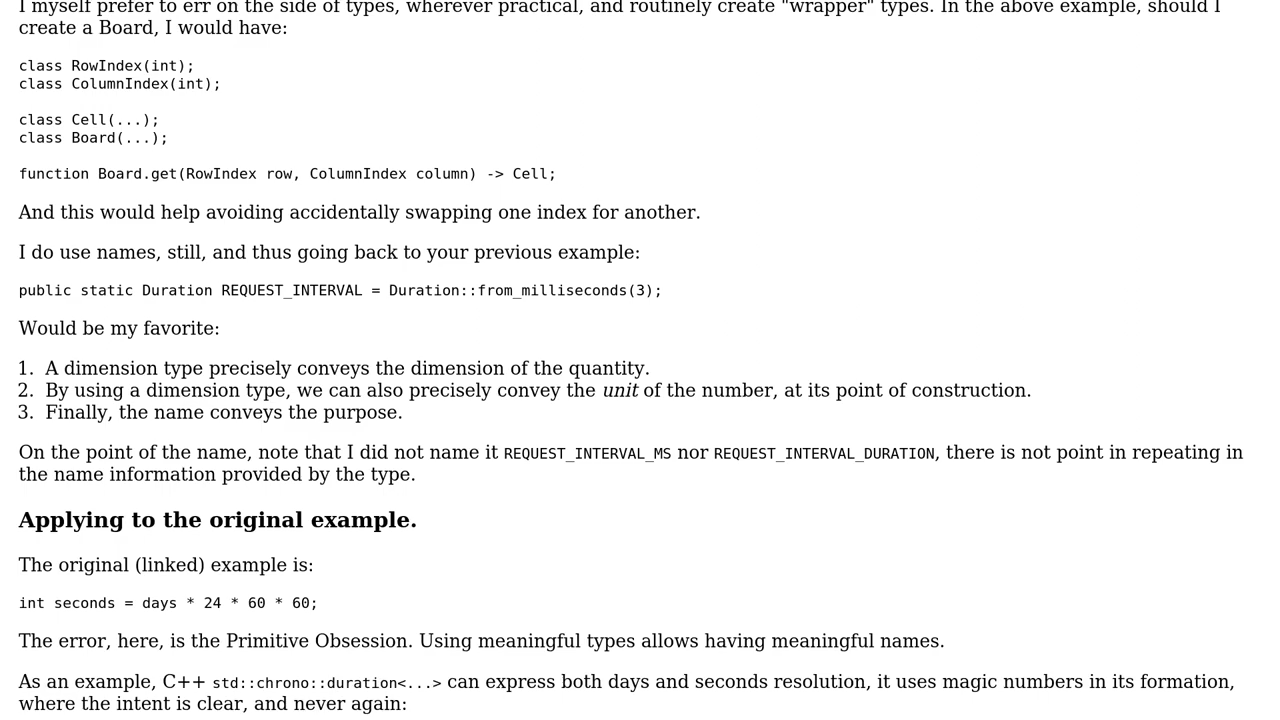 I myself prefer to err on the side of types, wherever practical, and routinely create "wrapper" types. In the above example, should I
create a Board, I would have:
class RowIndex(int);
class ColumnIndex(int);
class Cell(...);
class Board(...);
function Board.get(RowIndex row, ColumnIndex column) -> Cell;
And this would help avoiding accidentally swapping one index for another.
I do use names, still, and thus going back to your previous example:
public static Duration REQUEST_INTERVAL = Duration::from_milliseconds(3);
Would be my favorite:
1. A dimension type precisely conveys the dimension of the quantity.
2. By using a dimension type, we can also precisely convey the unit of the number, at its point of construction.
3. Finally, the name conveys the purpose.
On the point of the name, note that I did not name it REQUEST_INTERVAL_MS nor REQUEST_INTERVAL_DURATION, there is not point in repeating in
the name information provided by the type.
Applying to the original example.
The original (linked) example is:
int seconds = days * 24 * 60 * 60;
The error, here, is the Primitive Obsession. Using meaningful types allows having meaningful names.
As an example, C++ std::chrono::duration<...> can express both days and seconds resolution, it uses magic numbers in its formation,
where the intent is clear, and never again: